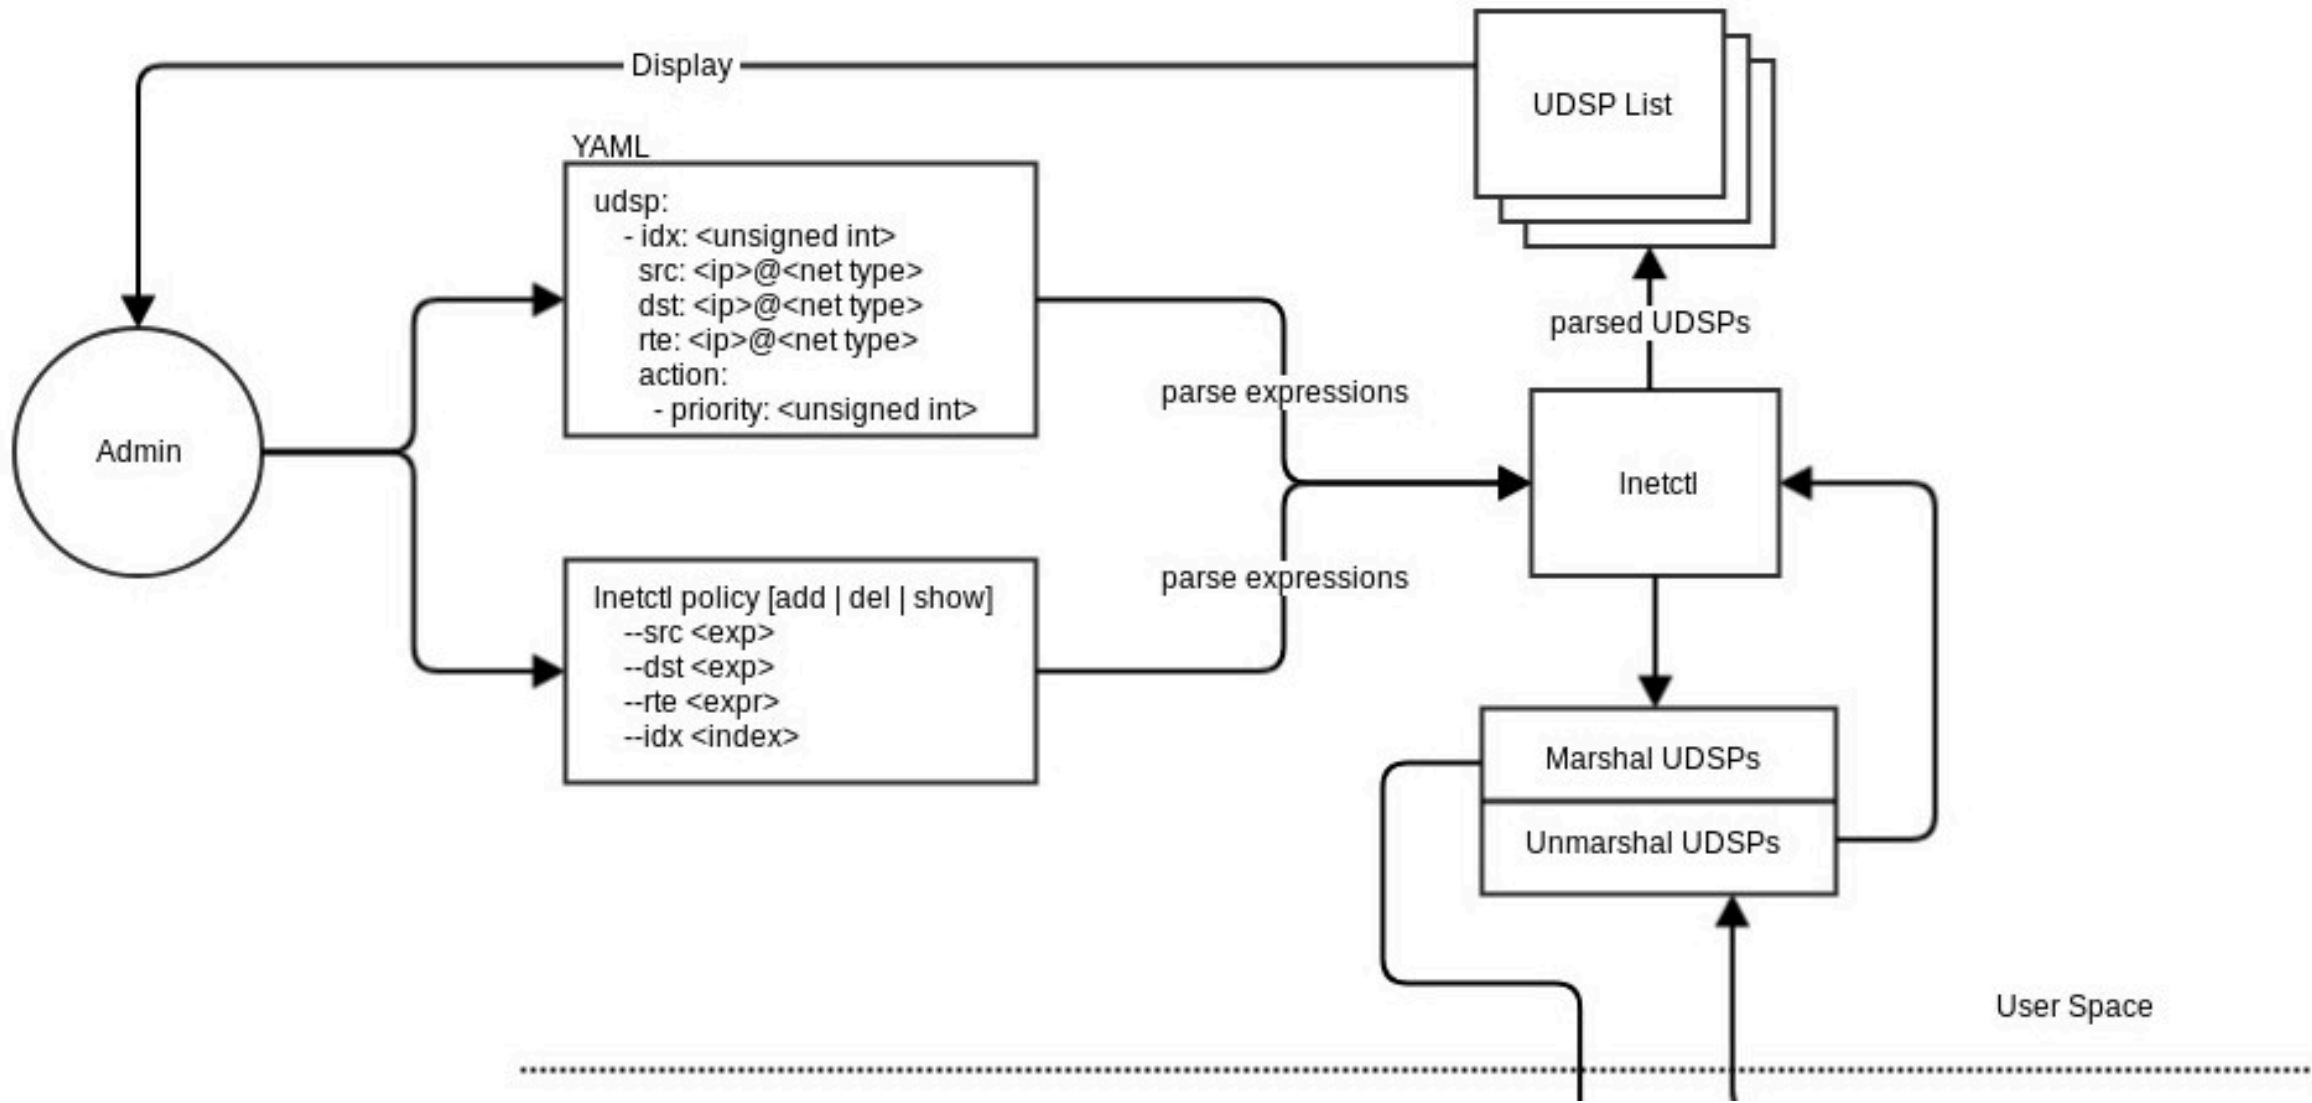 Display
UDSP List
YAML
udsp:
- idx: <unsigned int>
src: <ip>@<net type>
dst: <ip>@<net type>
rte: <ip>@<net type>
action:
- priority: <unsigned int>
parsed UDSPs
parse expressions
Admin
lnetctl
parse expressions
lnetctl policy [add | del | show]
--src <exp>
--dst <exp>
--rte <expr>
--idx <index>
Marshal UDSPs
Unmarshal UDSPs
User Space